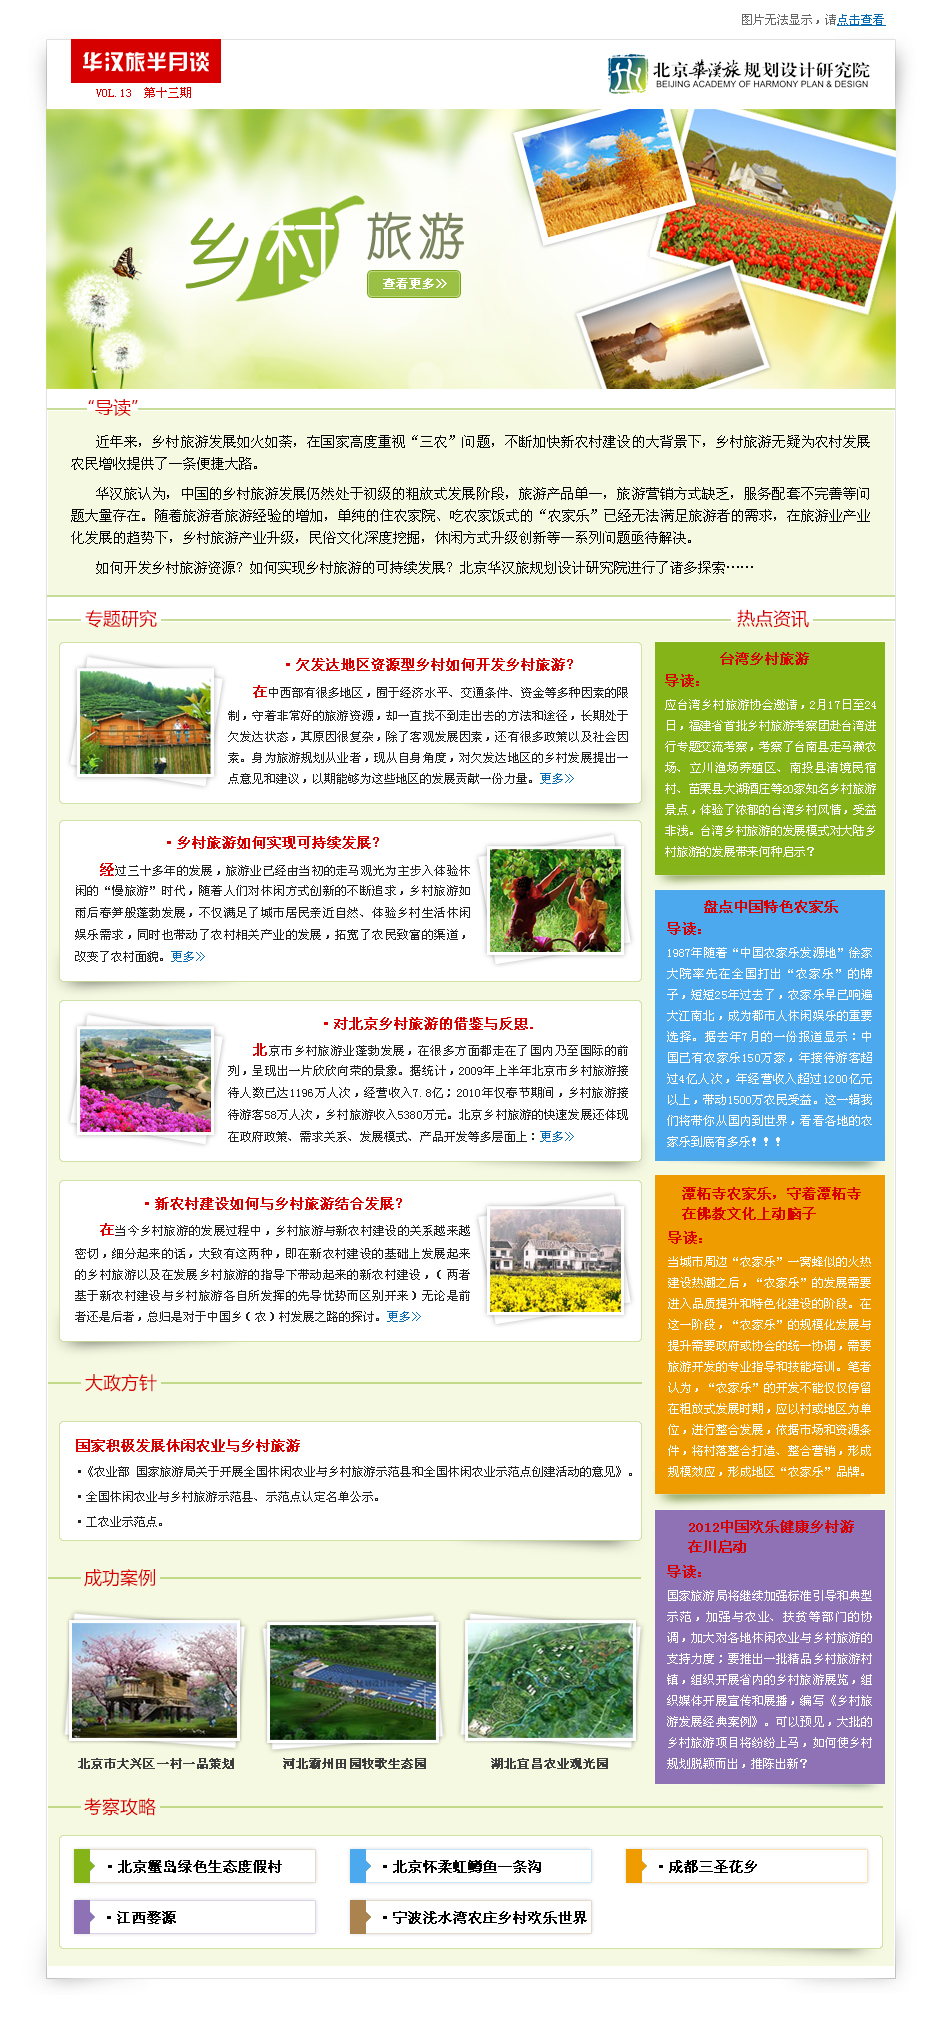 图片无法显示，请点击查看
华汉旅半月谈
VOL.13 第十三期
北京華漢旅规划设计研究院
BEIJING ACADEMY OF HARMONY PLAN & DESIGN
乡村旅游
查看更多»
“导读”
近年来，乡村旅游发展如火如荼，在国家高度重视“三农”问题，不断加快新农村建设的大背景下，乡村旅游无疑为农村发展
农民增收提供了一条便捷大路。
华汉旅认为，中国的乡村旅游发展仍然处于初级的粗放式发展阶段，旅游产品单一，旅游营销方式缺乏，服务配套不完善等问
题大量存在。随着旅游者旅游经验的增加，单纯的住农家院、吃农家饭式的“农家乐”已经无法满足旅游者的需求，在旅游业产业
化发展的趋势下，乡村旅游产业升级，民俗文化深度挖掘，休闲方式升级创新等一系列问题亟待解决。
如何开发乡村旅游资源？如何实现乡村旅游的可持续发展？北京华汉旅规划设计研究院进行了诸多探索……
专题研究
▪ 欠发达地区资源型乡村如何开发乡村旅游？
在中西部有很多地区，囿于经济水平、交通条件、资金等多种因素的限
制，守着非常好的旅游资源，却一直找不到走出去的方法和途径，长期处于
欠发达状态，其原因很复杂，除了客观发展因素，还有很多政策以及社会因
素。身为旅游规划从业者，现从自身角度，对欠发达地区的乡村发展提出一
点意见和建议，以期能够为这些地区的发展贡献一份力量。更多》
▪ 乡村旅游如何实现可持续发展？
经过三十多年的发展，旅游业已经由当初的走马观光为主步入体验休
闲的“慢旅游”时代，随着人们对休闲方式创新的不断追求，乡村旅游如
雨后春笋般蓬勃发展，不仅满足了城市居民亲近自然、体验乡村生活休闲
娱乐需求，同时也带动了农村相关产业的发展，拓宽了农民致富的渠道，
改变了农村面貌。更多》
▪ 对北京乡村旅游的借鉴与反思.
北京市乡村旅游业蓬勃发展，在很多方面都走在了国内乃至国际的前
列，呈现出一片欣欣向荣的景象。据统计，2009年上半年北京市乡村旅游接
待人数已达1196万人次，经营收入7.8亿；2010年仅春节期间，乡村旅游接
待游客58万人次，乡村旅游收入5380万元。北京乡村旅游的快速发展还体现
在政府政策、需求关系、发展模式、产品开发等多层面上：更多》
▪ 新农村建设如何与乡村旅游结合发展？
在当今乡村旅游的发展过程中，乡村旅游与新农村建设的关系越来越
密切，细分起来的话，大致有这两种，即在新农村建设的基础上发展起来
的乡村旅游以及在发展乡村旅游的指导下带动起来的新农村建设，（两者
基于新农村建设与乡村旅游各自所发挥的先导优势而区别开来）无论是前
者还是后者，总归是对于中国乡（农）村发展之路的探讨。更多》
大政方针
国家积极发展休闲农业与乡村旅游
▪《农业部 国家旅游局关于开展全国休闲农业与乡村旅游示范县和全国休闲农业示范点创建活动的意见》。
▪ 全国休闲农业与乡村旅游示范县、示范点认定名单公示。
▪ 工农业示范点。
成功案例
北京市大兴区一村一品策划
河北霸州田园牧歌生态园
湖北宜昌农业观光园
热点资讯
台湾乡村旅游
导读：
应台湾乡村旅游协会邀请，2月17日至24
日，福建省首批乡村旅游考察团赴台湾进
行专题交流考察，考察了台南县走马濑农
场、立川渔场养殖区、南投县清境民宿
村、苗栗县大湖酒庄等20家知名乡村旅游
景点，体验了浓郁的台湾乡村风情，受益
非浅。台湾乡村旅游的发展模式对大陆乡
村旅游的发展带来何种启示？
盘点中国特色农家乐
导读：
1987年随着“中国农家乐发源地”徐家
大院率先在全国打出“农家乐”的牌
子，短短25年过去了，农家乐早已响遍
大江南北，成为都市人休闲娱乐的重要
选择。据去年7月的一份报道显示：中
国已有农家乐150万家，年接待游客超
过4亿人次，年经营收入超过1200亿元
以上，带动1500万农民受益。这一辑我
们将带你从国内到世界，看看各地的农
家乐到底有多乐！！！
潭柘寺农家乐，守着潭柘寺
在佛教文化上动脑子
导读：
当城市周边“农家乐”一窝蜂似的火热
建设热潮之后，“农家乐”的发展需要
进入品质提升和特色化建设的阶段。在
这一阶段，“农家乐”的规模化发展与
提升需要政府或协会的统一协调，需要
旅游开发的专业指导和技能培训。笔者
认为，“农家乐”的开发不能仅仅停留
在粗放式发展时期，应以村或地区为单
位，进行整合发展，依据市场和资源条
件，将村落整合打造、整合营销，形成
规模效应，形成地区“农家乐”品牌。
2012中国欢乐健康乡村游
在川启动
导读：
国家旅游局将继续加强标准引导和典型
示范，加强与农业、扶贫等部门的协
调，加大对各地休闲农业与乡村旅游的
支持力度；要推出一批精品乡村旅游村
镇，组织开展省内的乡村旅游展览，组
织媒体开展宣传和展播，编写《乡村旅
游发展经典案例》。可以预见，大批的
乡村旅游项目将纷纷上马，如何使乡村
规划脱颖而出，推陈出新？
考察攻略
▪ 北京蟹岛绿色生态度假村
▪ 北京怀柔虹鳟鱼一条沟
▪ 成都三圣花乡
▪ 江西婺源
▪ 宁波浇水湾农庄乡村欢乐世界